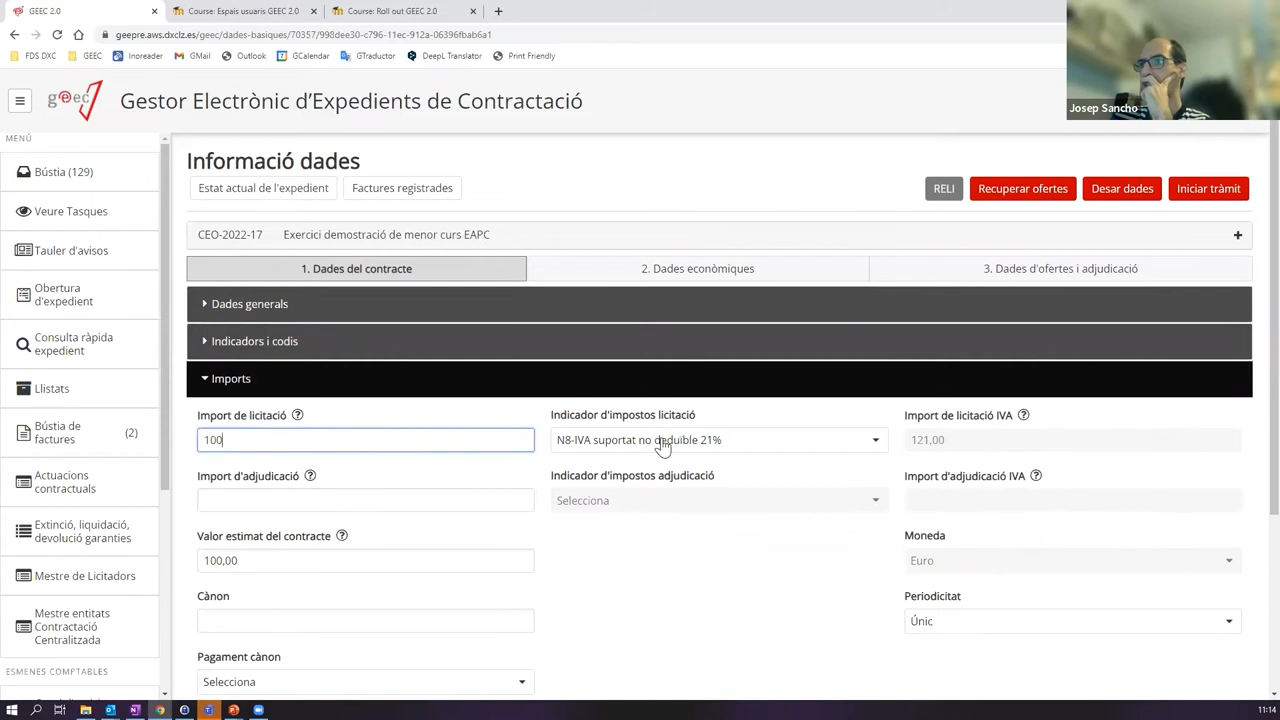 GEEC 2.0
Course: Espais usuaris GEEC 2.0
Course: Roll out GEEC 2.0
geepre.aws.dxclz.es/geec/dades-basiques/70357/998dee30-c796-11ec-912a-06396fbab6a1
FDS DXC
GEEC
Inoreader
GMail
Outlook
GCalendar
GTraductor
DeepL Translator
Print Friendly
Josep Sancho
geec
Gestor Electrònic d'Expedients de Contractació
MENÚ
Bústia (129)
Veure Tasques
Tauler d'avisos
Obertura
d'expedient
Consulta ràpida
expedient
Llistats
Bústia de
factures
(2)
Actuacions
contractuals
Extinció, liquidació,
devolució garanties
Mestre de Licitadors
Mestre entitats
Contractació
Centralitzada
ESMENES COMPTABLES
Informació dades
Estat actual de l'expedient
Factures registrades
RELI
Recuperar ofertes
Desar dades
Iniciar tràmit
CEO-2022-17 Exercici demostració de menor curs EAPC
1. Dades del contracte
2. Dades econòmiques
3. Dades d'ofertes i adjudicació
Dades generals
Indicadors i codis
Imports
Import de licitació
Indicador d'impostos licitació
Import de licitació IVA
100
N8-IVA suportat no deduïble 21%
121,00
Import d'adjudicació
Indicador d'impostos adjudicació
Import d'adjudicació IVA
Selecciona
Valor estimat del contracte
Moneda
100,00
Euro
Cànon
Periodicitat
Únic
Pagament cànon
Selecciona
11:14